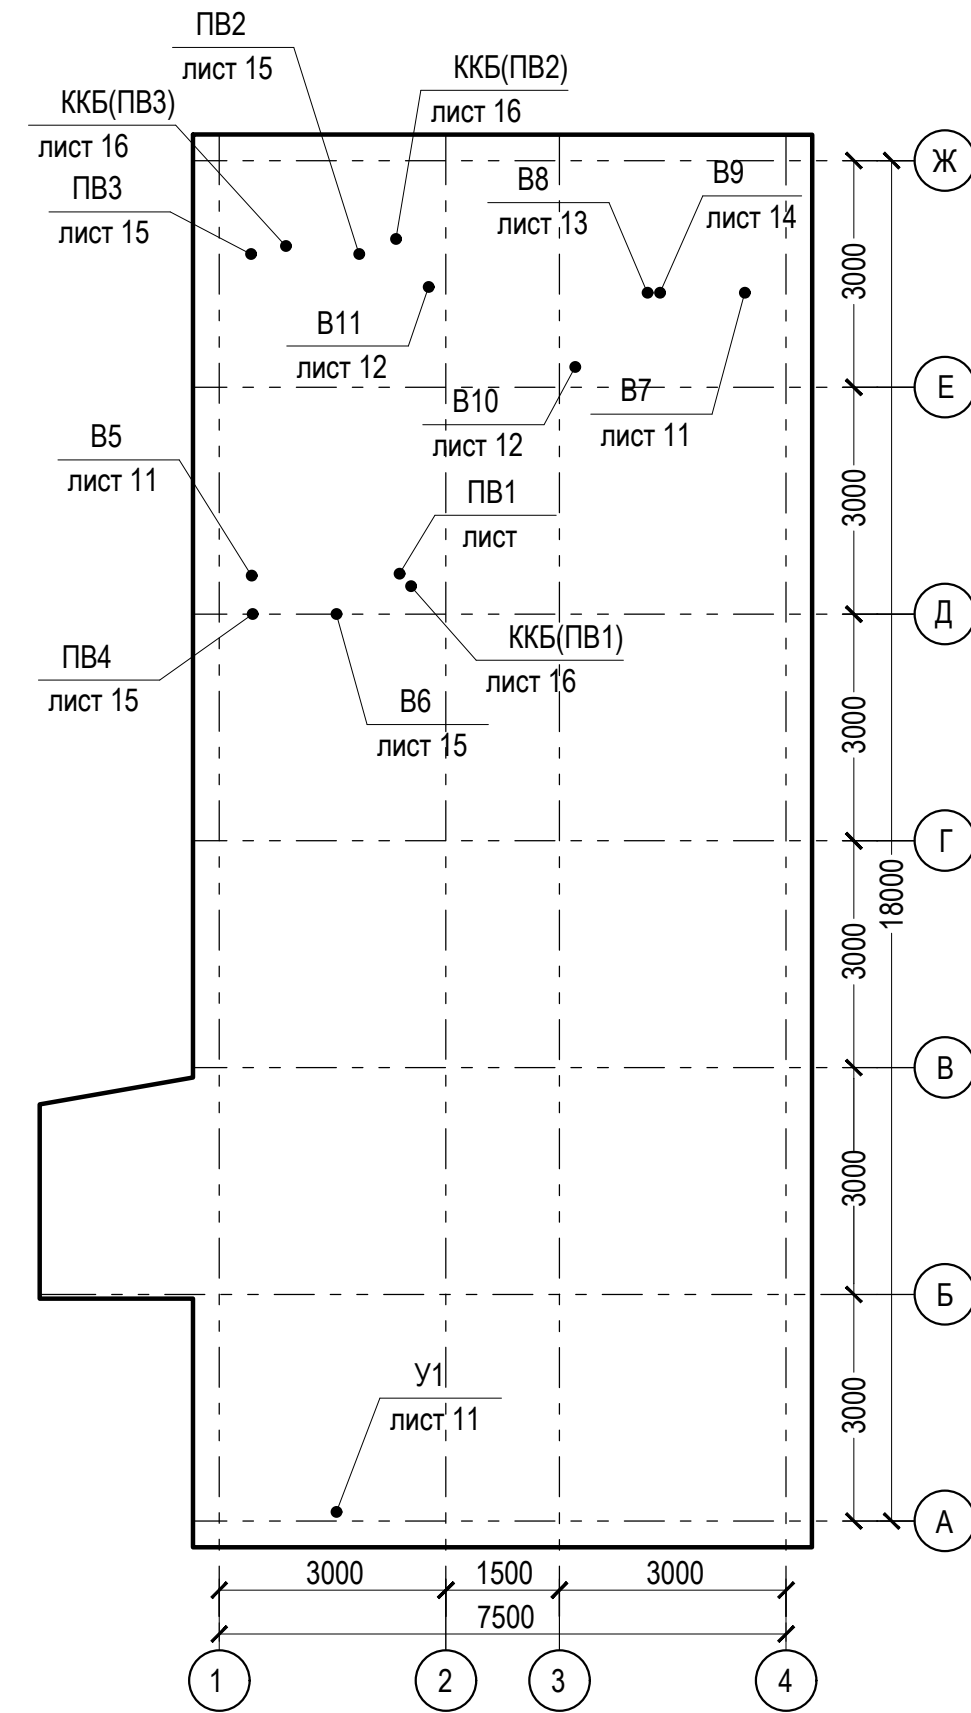 ПВ2
лист 15
ККБ(ПВ2)
лист 16
ККБ(ПВ3)
лист 16
ПВ3
лист 15
В8
лист 13
В9
лист 14
Ж
3000
В11
лист 12
В10
лист 12
В7
лист 11
Е
В5
лист 11
3000
ПВ1
лист
Д
ККБ(ПВ1)
лист 16
ПВ4
лист 15
В6
лист 15
3000
Г
18000
3000
В
3000
Б
У1
лист 11
3000
А
3000
1500
3000
7500
1
2
3
4